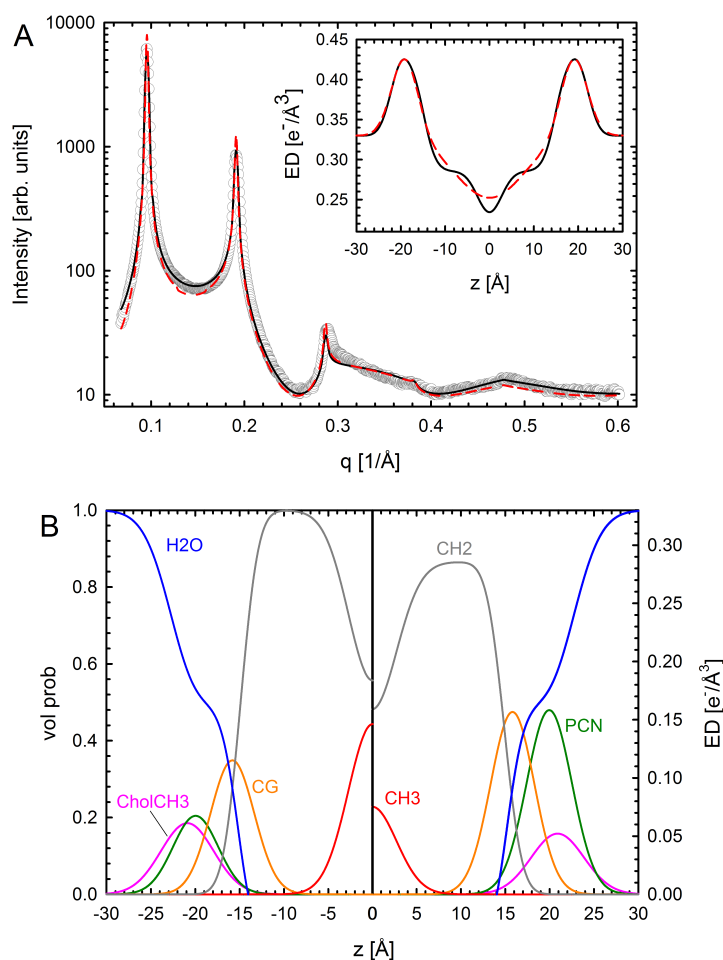 A
10000
1000
100
10
Intensity [arb. units]
0.1 0.2 0.3 0.4 0.5 0.6
q [1/Å]
0.45
0.40
0.35
0.30
0.25
ED [e⁻/Å³]
-30 -20 -10 0 10 20 30
z [Å]
B
1.0
0.8
0.6
0.4
0.2
0.0
vol prob
H2O
CH2
CholCH3
CG
CH3
PCN
0.30
0.25
0.20
0.15
0.10
0.05
0.00
ED [e⁻/Å³]
-30 -25 -20 -15 -10 -5 0 5 10 15 20 25 30
z [Å]